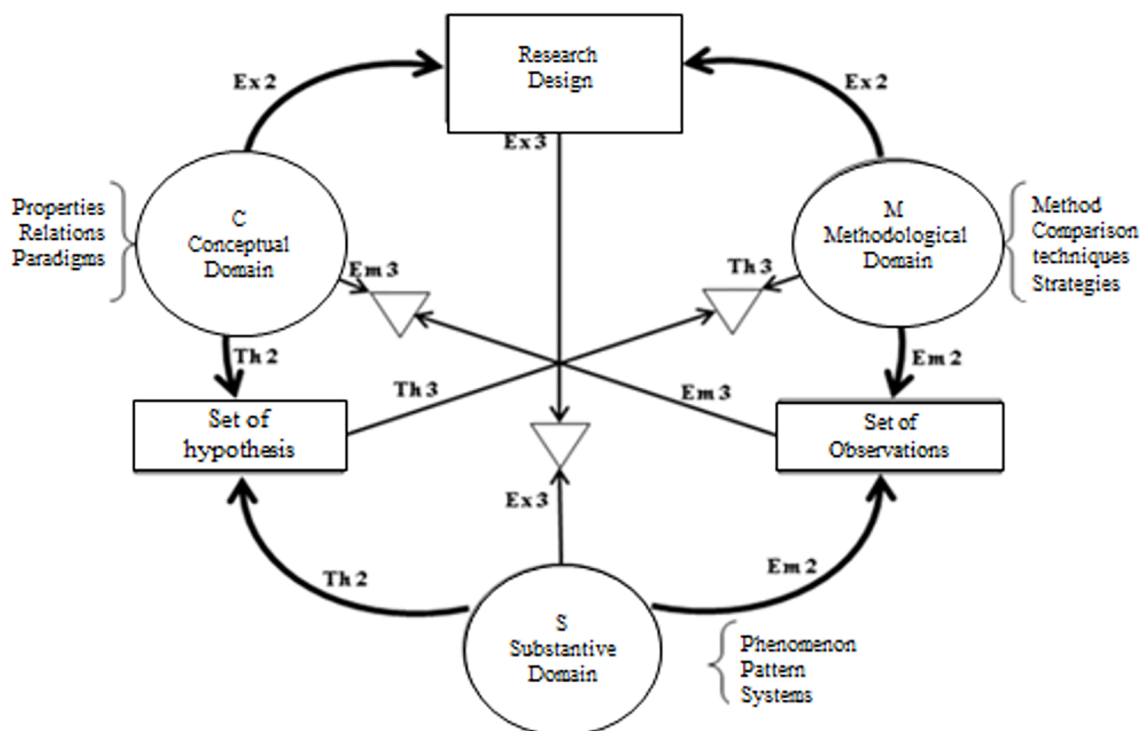 Research
Design
Ex 2
Ex 2
Ex 3
Properties
Relations
Paradigms
C
Conceptual
Domain
M
Methodological
Domain
Method
Comparison
techniques
Strategies
Em 3
Th 3
Th 2
Em 2
Th 3
Em 3
Set of
hypothesis
Set of
Observations
Ex 3
Th 2
Em 2
S
Substantive
Domain
Phenomenon
Pattern
Systems